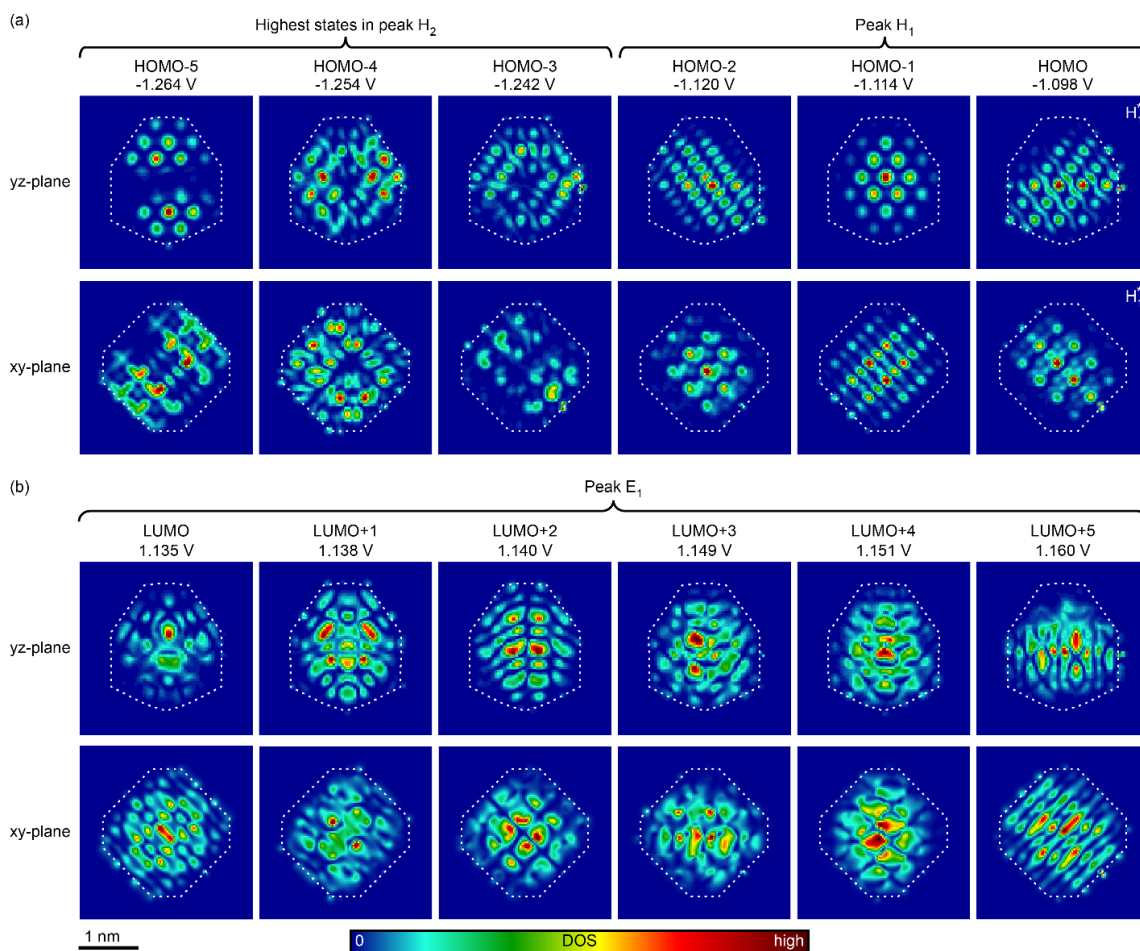 (a)
Highest states in peak H2
Peak H1
HOMO-5 HOMO-4 HOMO-3 HOMO-2 HOMO-1 HOMO
-1.264 V -1.254 V -1.242 V -1.120 V -1.114 V -1.098 V
H*
yz-plane
H*
xy-plane
(b)
Peak E1
LUMO LUMO+1 LUMO+2 LUMO+3 LUMO+4 LUMO+5
1.135 V 1.138 V 1.140 V 1.149 V 1.151 V 1.160 V
yz-plane
xy-plane
1 nm
0 DOS high